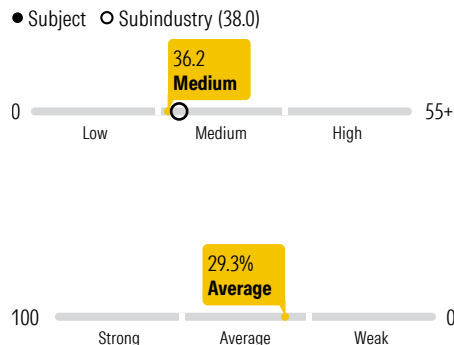 Subject Subindustry (38.0)
36.2
Medium
0 55+
Low Medium High
29.3%
Average
100 0
Strong Average Weak